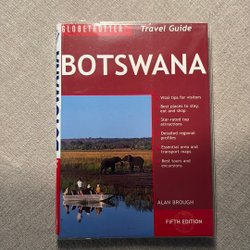 GLOBETROTTER
Travel Guide
BOTSWANA
Vital tips for visitors
Best places to stay,
eat and shop
Star-rated top
attractions
Detailed regional
profiles
Essential area and
transport maps
Best tours and
excursions
ALAN BROUGH
FIFTH EDITION
BOTSWANA